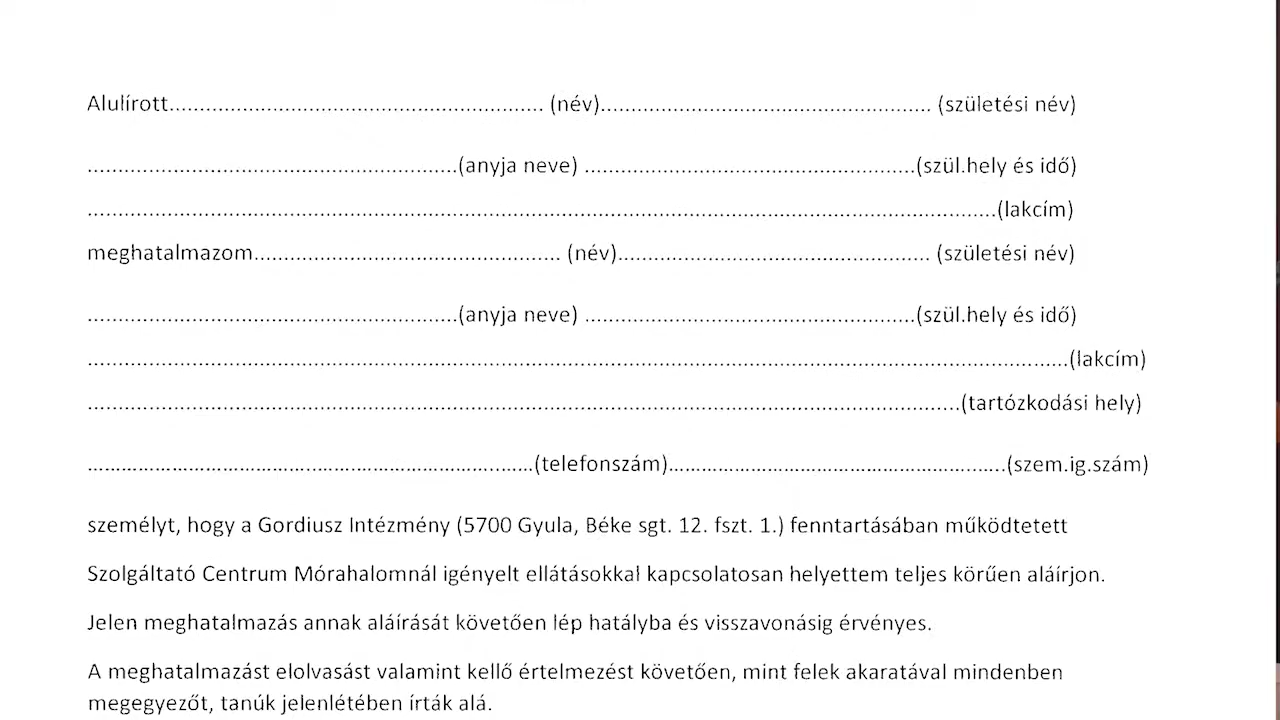 Alulírott.............................................................. (név)...................................................... (születési név)
.............................................................(anyja neve) .......................................................(szül.hely és idő)
.......................................................................................................................................................(lakcím)
meghatalmazom.................................................. (név)................................................... (születési név)
.............................................................(anyja neve) .......................................................(szül.hely és idő)
...................................................................................................................................................................(lakcím)
.................................................................................................................................................(tartózkodási hely)
..........................................................................(telefonszám)........................................................(szem.ig.szám)
személyt, hogy a Gordiusz Intézmény (5700 Gyula, Béke sgt. 12. fszt. 1.) fenntartásában működtetett
Szolgáltató Centrum Mórahalomnál igényelt ellátásokkal kapcsolatosan helyettem teljes körűen aláírjon.
Jelen meghatalmazás annak aláírását követően lép hatályba és visszavonásig érvényes.
A meghatalmazást elolvasást valamint kellő értelmezést követően, mint felek akaratával mindenben
megegyezőt, tanúk jelenlétében írták alá.